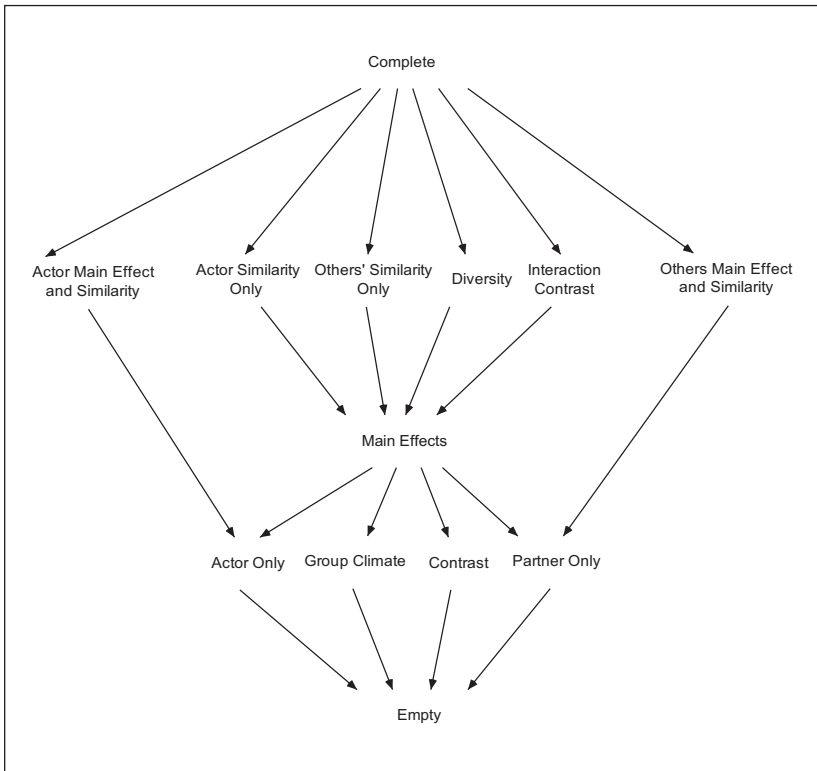 Complete
Actor Main Effect
and Similarity
Actor Similarity
Only
Others' Similarity
Only
Diversity
Interaction
Contrast
Others Main Effect
and Similarity
Main Effects
Actor Only
Group Climate
Contrast
Partner Only
Empty